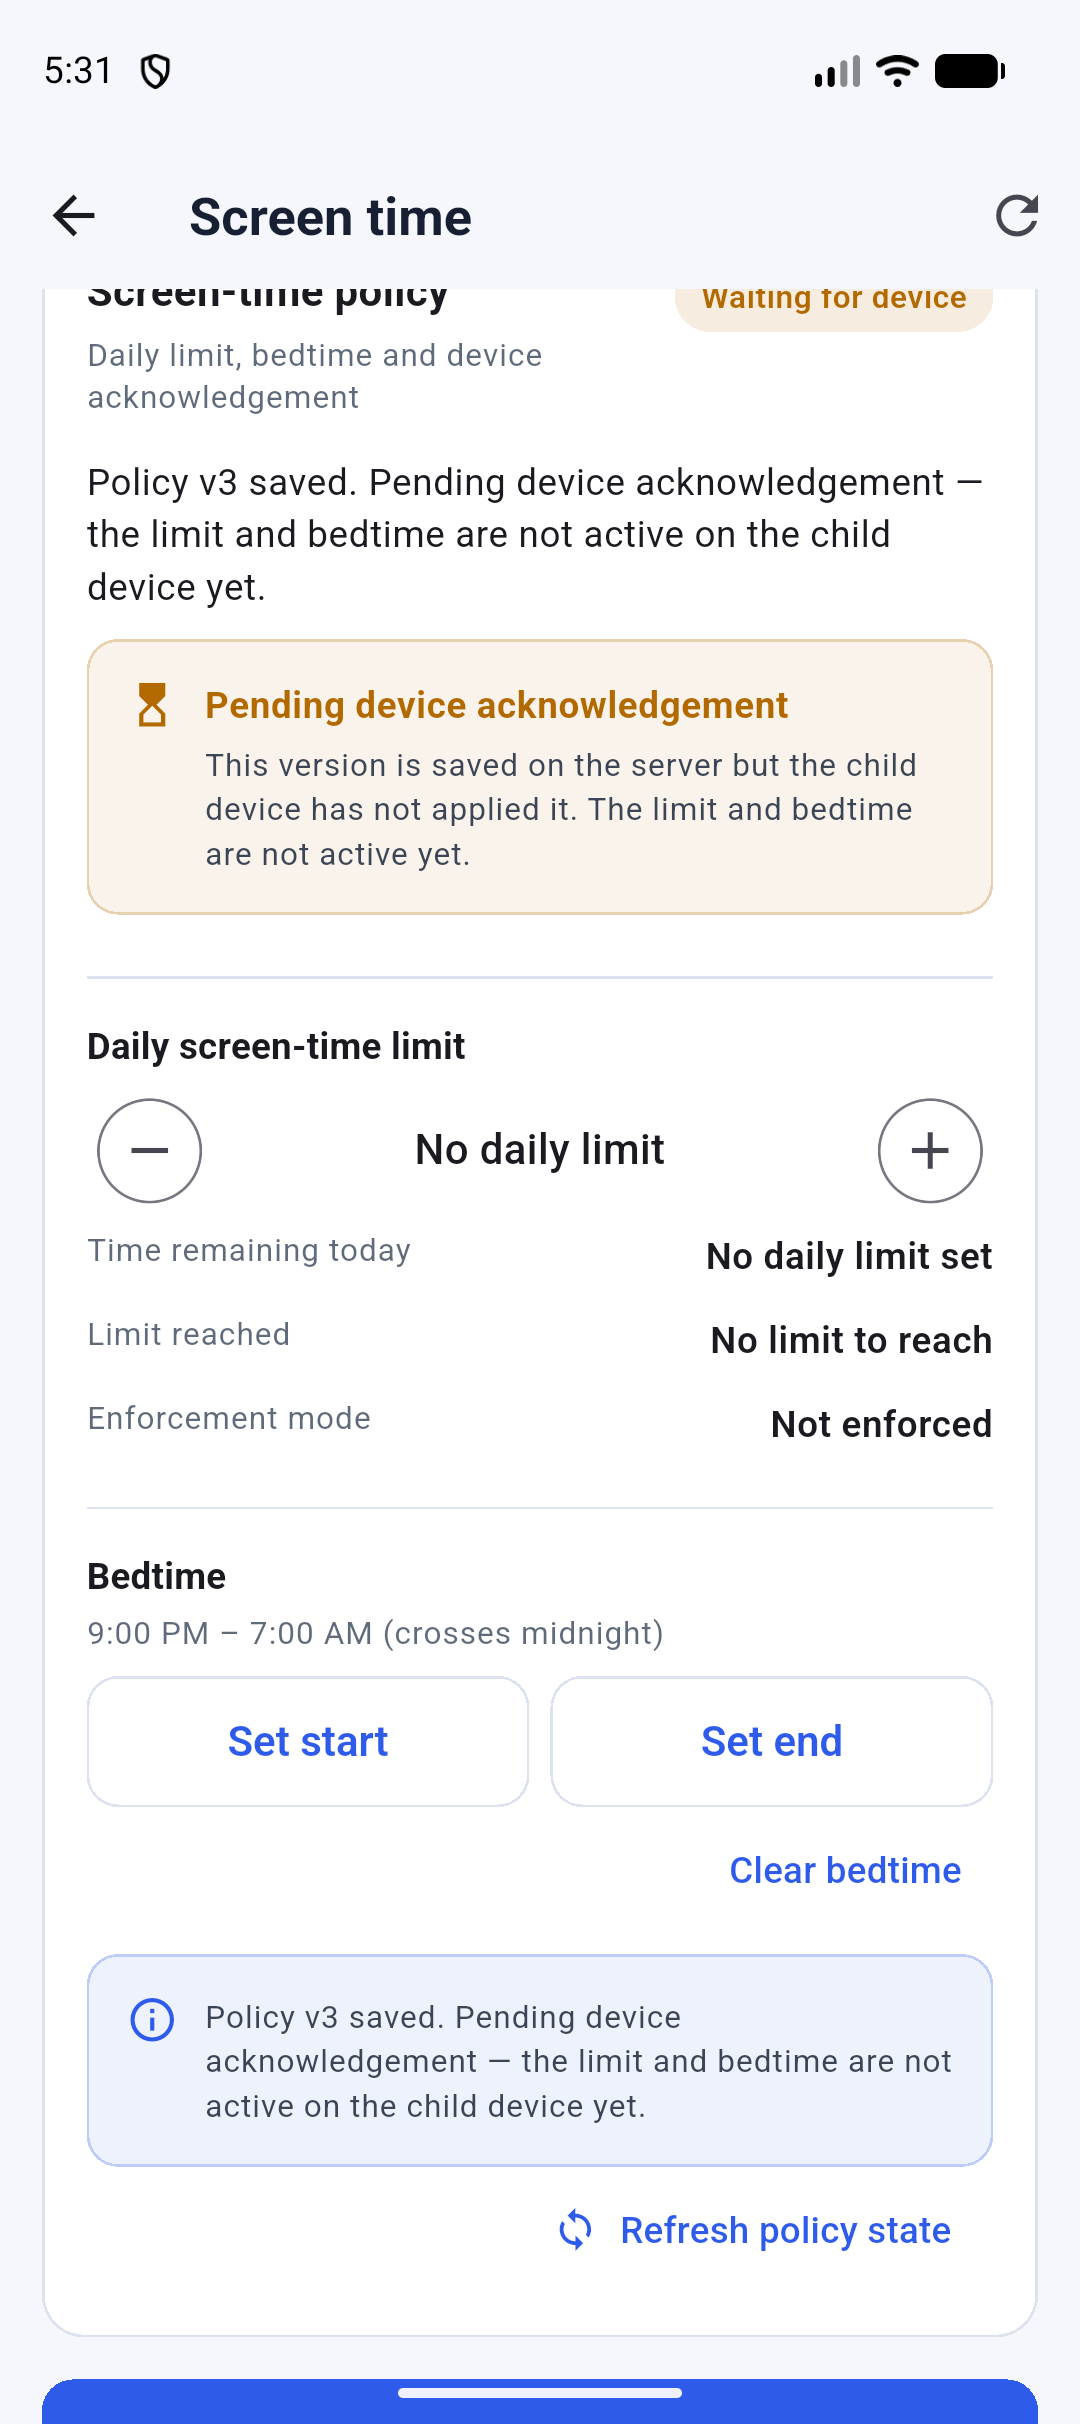 5:31
Screen time
Screen-time policy
Waiting for device
Daily limit, bedtime and device
acknowledgement
Policy v3 saved. Pending device acknowledgement —
the limit and bedtime are not active on the child
device yet.
Pending device acknowledgement
This version is saved on the server but the child
device has not applied it. The limit and bedtime
are not active yet.
Daily screen-time limit
No daily limit
Time remaining today
No daily limit set
Limit reached
No limit to reach
Enforcement mode
Not enforced
Bedtime
9:00 PM – 7:00 AM (crosses midnight)
Set start
Set end
Clear bedtime
Policy v3 saved. Pending device
acknowledgement — the limit and bedtime are not
active on the child device yet.
Refresh policy state